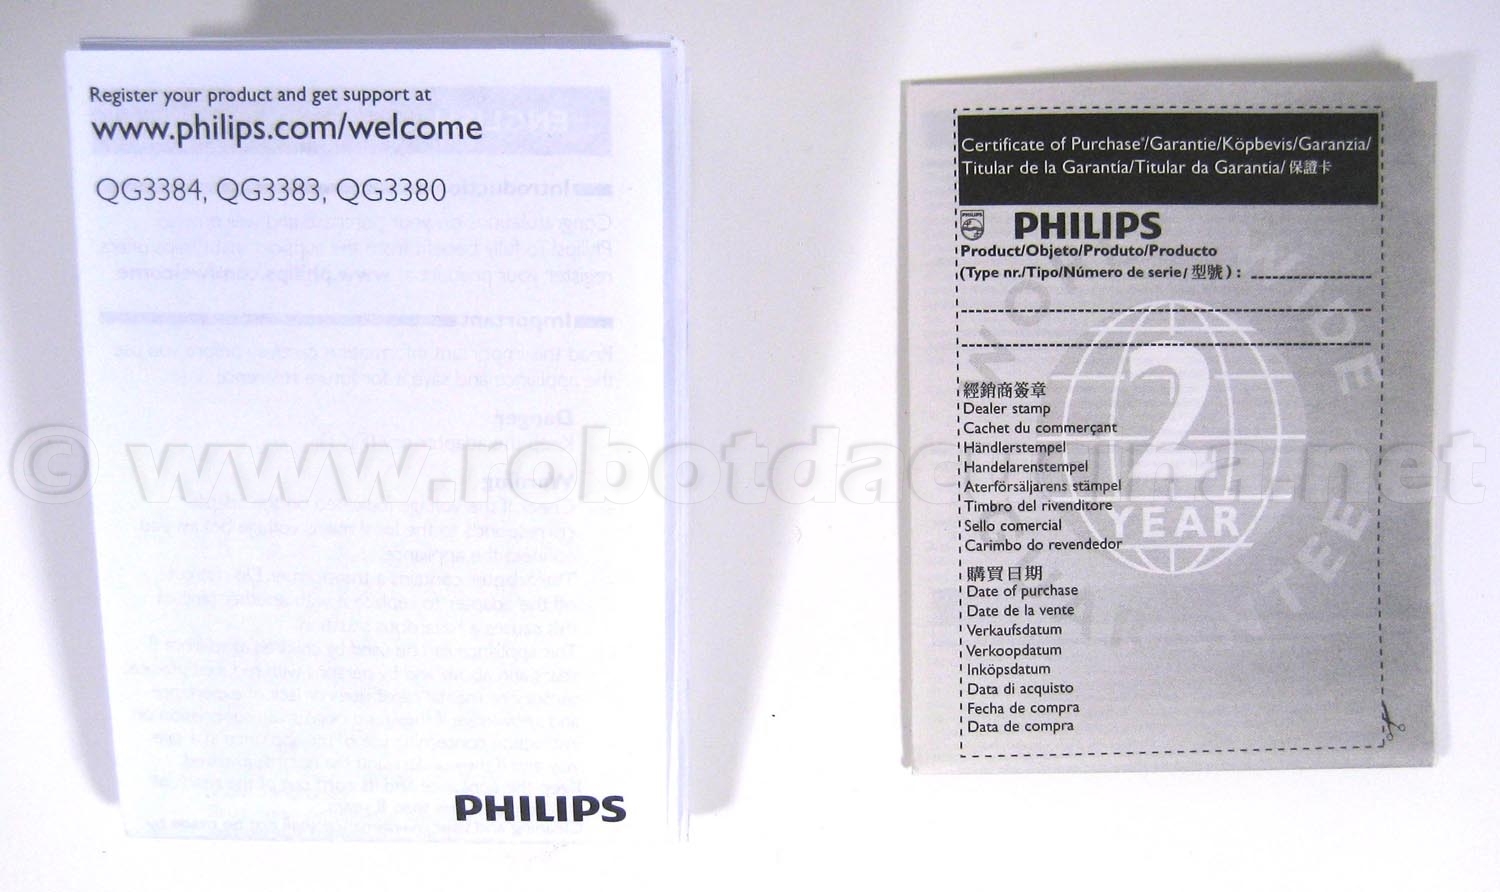 Register your product and get support at
www.philips.com/welcome
QG3384, QG3383, QG3380
PHILIPS
Certificate of Purchase*/Garantie/Köpbevis/Garanzia/
Titular de la Garantía/Titular da Garantia/保證卡
PHILIPS
PHILIPS
Product/Objeto/Produto/Producto
(Type nr./Tipo/Número de serie/型號):
WORLDWIDE
2
YEAR
GUARANTEE
經銷商簽章
Dealer stamp
Cachet du commerçant
Händlerstempel
Handelarenstempel
Återförsäljarens stämpel
Timbro del rivenditore
Sello comercial
Carimbo do revendedor
購買日期
Date of purchase
Date de la vente
Verkaufsdatum
Verkoopdatum
Inköpsdatum
Data di acquisto
Fecha de compra
Data de compra
© www.robotdacucina.net